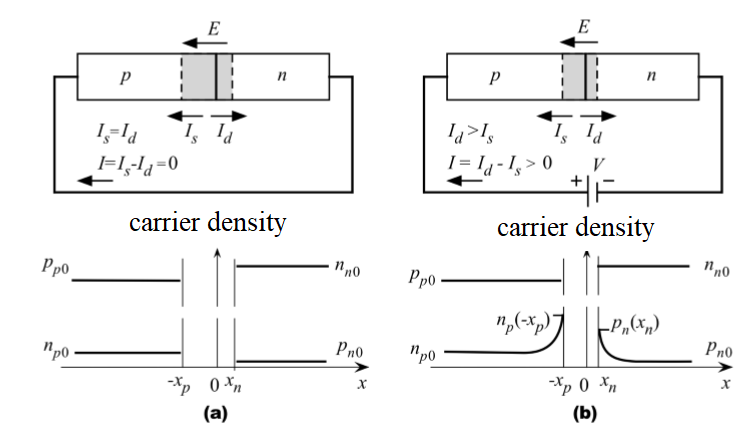 E
p
n
I_s=I_d
I_s
I_d
I=I_s-I_d=0
carrier density
p_p0
n_n0
n_p0
p_n0
-x_p
0
x_n
x
(a)
E
p
n
I_d>I_s
I_s
I_d
I= I_d - I_s > 0
V
+
−
carrier density
p_p0
n_n0
n_p(-x_p)
p_n(x_n)
n_p0
p_n0
-x_p
0
x_n
x
(b)